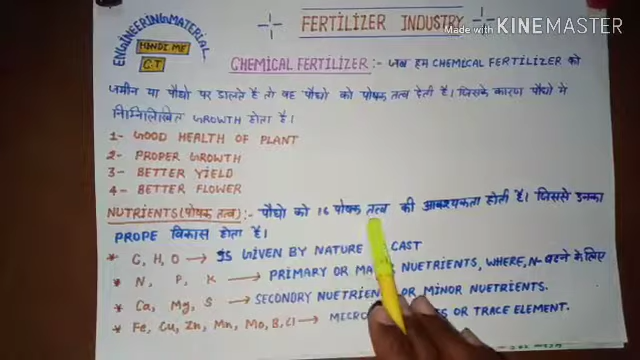 ENGINEERING MATERIAL
HINDI ME
C.T
FERTILIZER INDUSTRY
Made with KINEMASTER
CHEMICAL FERTILIZER :- जब हम CHEMICAL FERTILIZER को
जमीन या पौधो पर डालते है तो वह पौधो को पोषक तत्व देती है। जिसके कारण पौधो मे
निम्नलिखित GROWTH होता है।
1- GOOD HEALTH OF PLANT
2- PROPER GROWTH
3- BETTER YIELD
4- BETTER FLOWER
NUTRIENTS (पोषक तत्व) :- पौधो को 16 पोषक तत्व की आवश्यकता होती है। जिससे उनका
PROPE विकास होता है।
* C, H, O → IS GIVEN BY NATURE CAST
* N, P, K → PRIMARY OR NUETRIENTS, WHERE, N- के लिए
* Ca, Mg, S → SECONDRY NUETRIEN OR MINOR NUTRIENTS.
* Fe, Cu, Zn, Mn, Mo, B, Cl → OR TRACE ELEMENT.